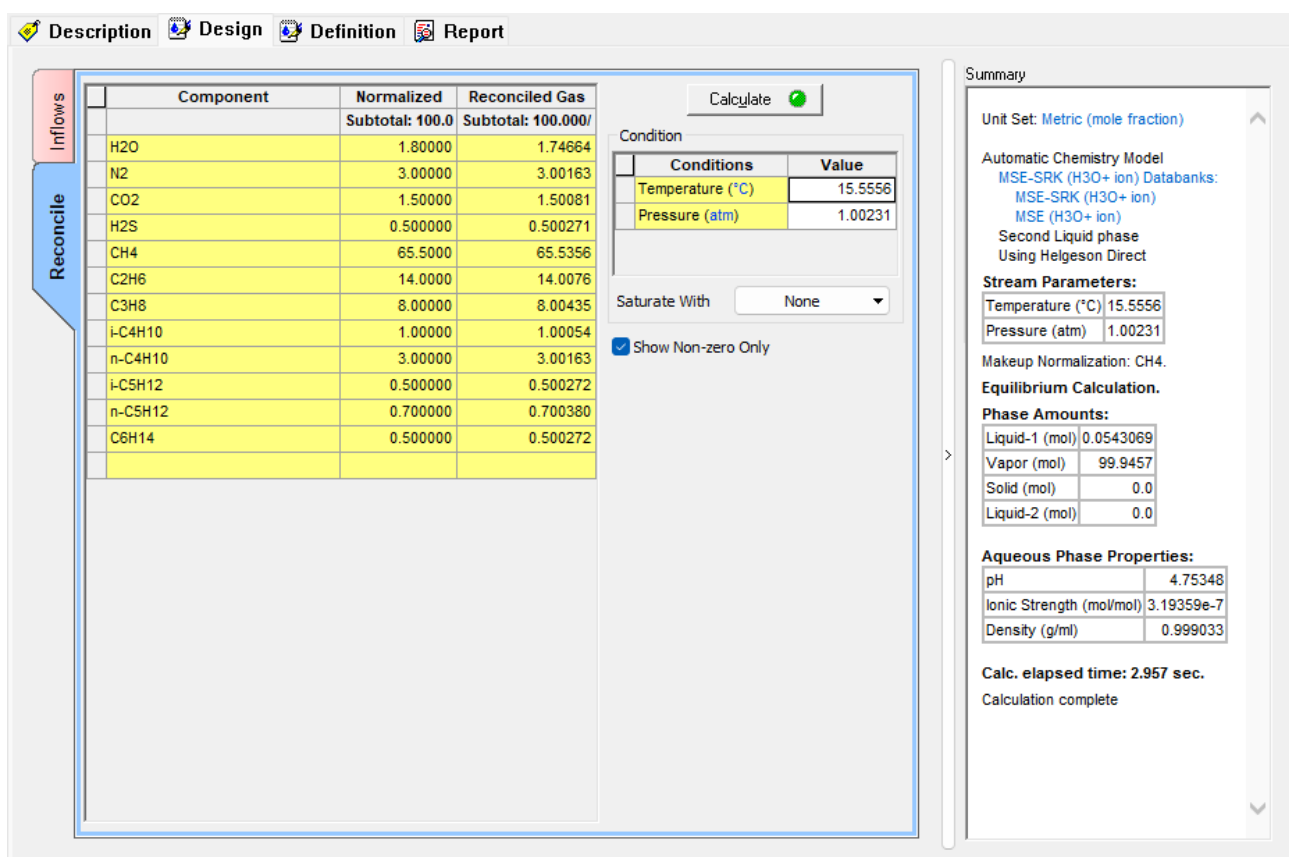 Description Design Definition Report
Inflows
Reconcile
Component Normalized Reconciled Gas
Subtotal: 100.0 Subtotal: 100.000/
H2O 1.80000 1.74664
N2 3.00000 3.00163
CO2 1.50000 1.50081
H2S 0.500000 0.500271
CH4 65.5000 65.5356
C2H6 14.0000 14.0076
C3H8 8.00000 8.00435
i-C4H10 1.00000 1.00054
n-C4H10 3.00000 3.00163
i-C5H12 0.500000 0.500272
n-C5H12 0.700000 0.700380
C6H14 0.500000 0.500272
Calculate
Condition
Conditions Value
Temperature (°C) 15.5556
Pressure (atm) 1.00231
Saturate With None
Show Non-zero Only
>
Summary
Unit Set: Metric (mole fraction)
Automatic Chemistry Model
MSE-SRK (H3O+ ion) Databanks:
MSE-SRK (H3O+ ion)
MSE (H3O+ ion)
Second Liquid phase
Using Helgeson Direct
Stream Parameters:
Temperature (°C) 15.5556
Pressure (atm) 1.00231
Makeup Normalization: CH4.
Equilibrium Calculation.
Phase Amounts:
Liquid-1 (mol) 0.0543069
Vapor (mol) 99.9457
Solid (mol) 0.0
Liquid-2 (mol) 0.0
Aqueous Phase Properties:
pH 4.75348
Ionic Strength (mol/mol) 3.19359e-7
Density (g/ml) 0.999033
Calc. elapsed time: 2.957 sec.
Calculation complete